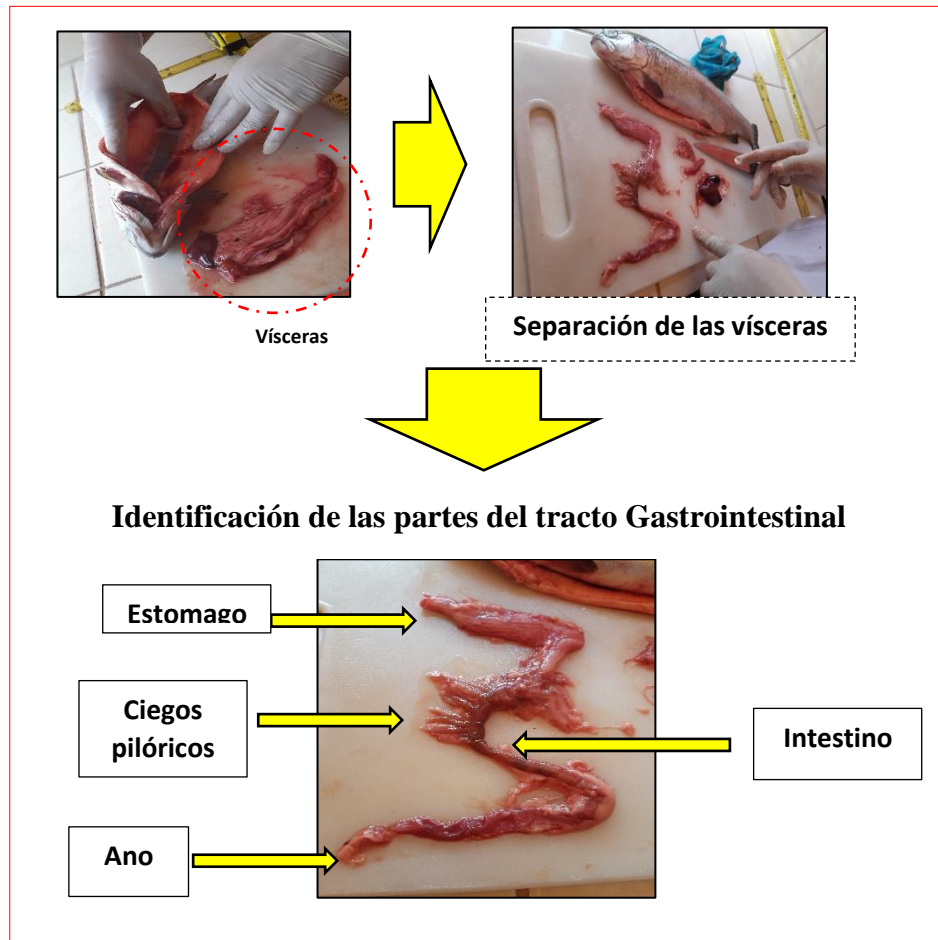 Vísceras
Separación de las vísceras
Identificación de las partes del tracto Gastrointestinal
Estomago
Ciegos
pilóricos
Intestino
Ano